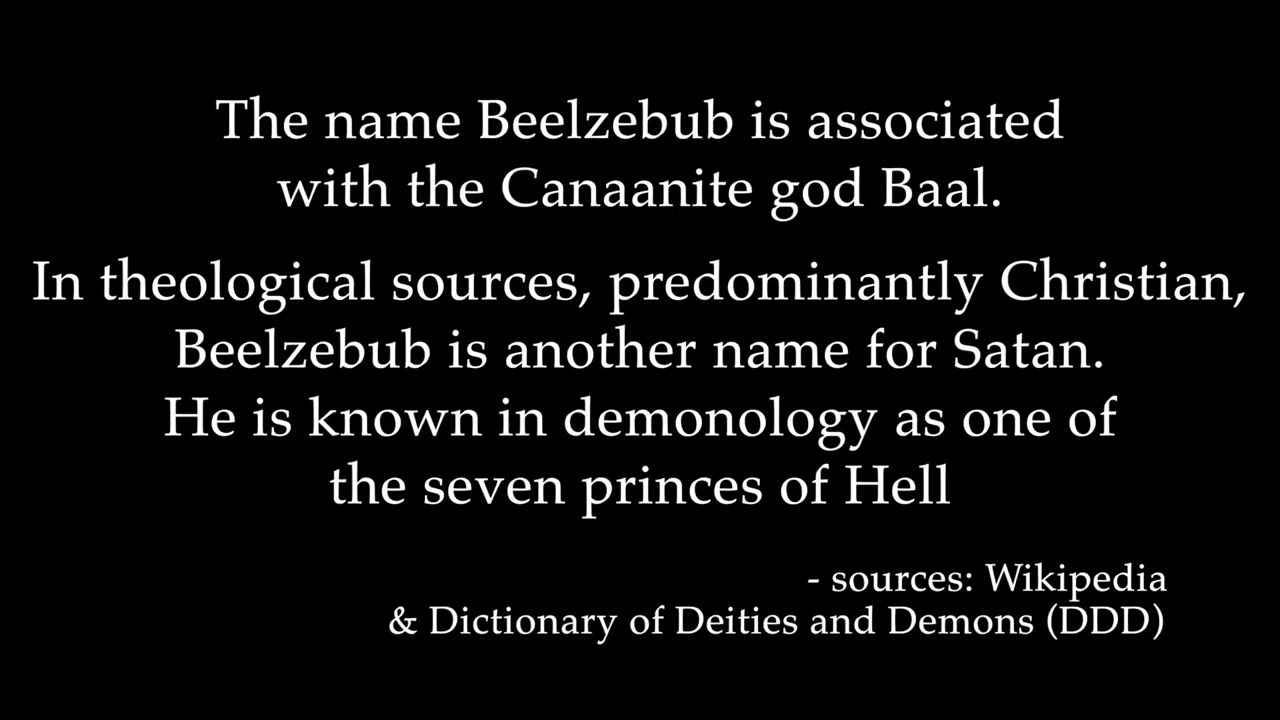 The name Beelzebub is associated
with the Canaanite god Baal.
In theological sources, predominantly Christian,
Beelzebub is another name for Satan.
He is known in demonology as one of
the seven princes of Hell
- sources: Wikipedia
& Dictionary of Deities and Demons (DDD)